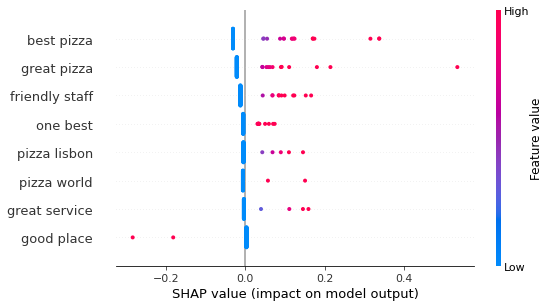 High
best pizza
great pizza
friendly staff
one best
pizza lisbon
pizza world
great service
good place
Feature value
Low
−0.2
0.0
0.2
0.4
SHAP value (impact on model output)